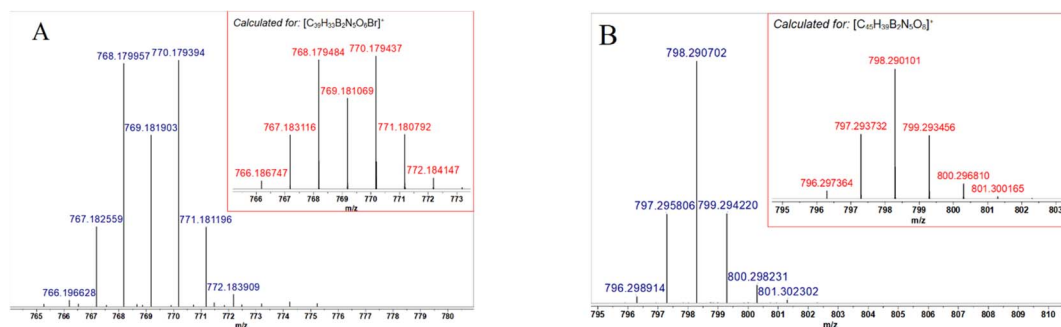 A
Calculated for: [C₃₉H₃₃B₂N₅O₆Br]⁺
770.179437
768.179484
769.181069
767.183116
771.180792
766.186747
772.184147
766 767 768 769 770 771 772 773
m/z
768.179957
770.179394
769.181903
767.182559
771.181196
766.196628
772.183909
765 766 767 768 769 770 771 772 773 774 775 776 777 778 779 780
m/z
B
Calculated for: [C₄₅H₃₉B₂N₅O₈]⁺
798.290101
797.293732
799.293456
796.297364
800.296810
801.300165
795 796 797 798 799 800 801 802 803
m/z
798.290702
797.295806
799.294220
796.298914
800.298231
801.302302
795 796 797 798 799 800 801 802 803 804 805 806 807 808 809 810
m/z